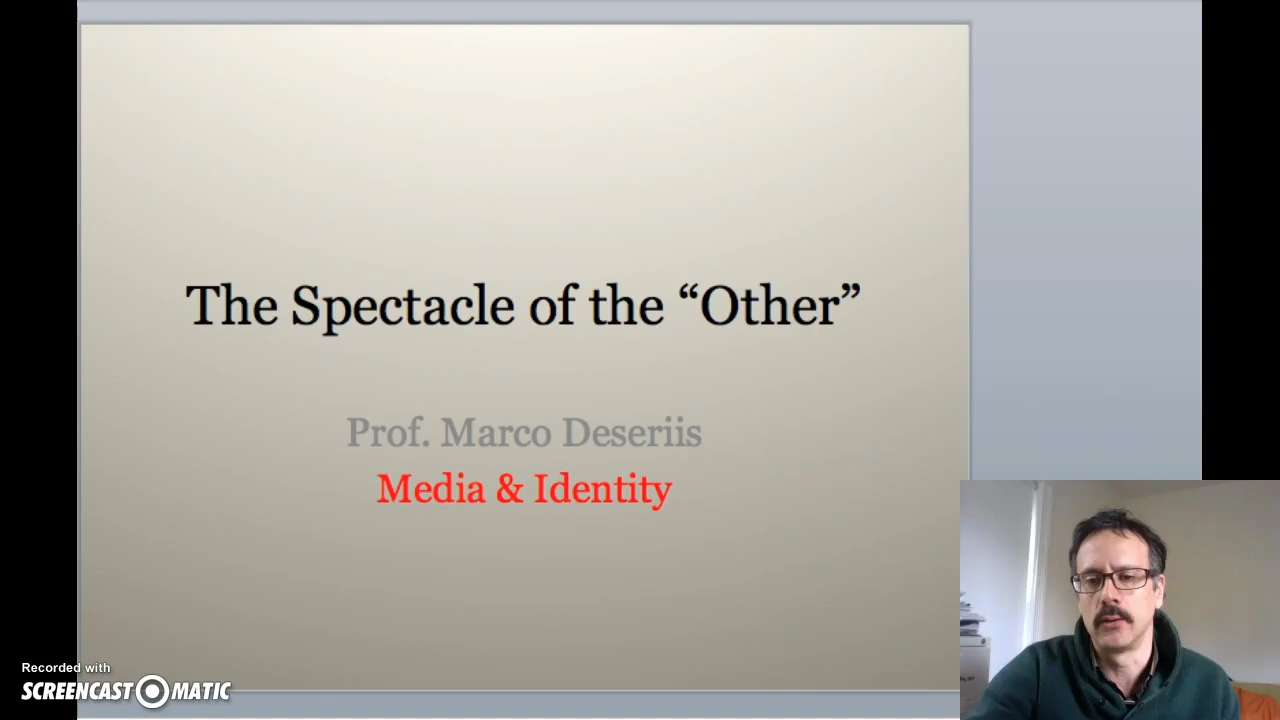 The Spectacle of the “Other”
Prof. Marco Deseriis
Media & Identity
Recorded with
SCREENCAST MATIC